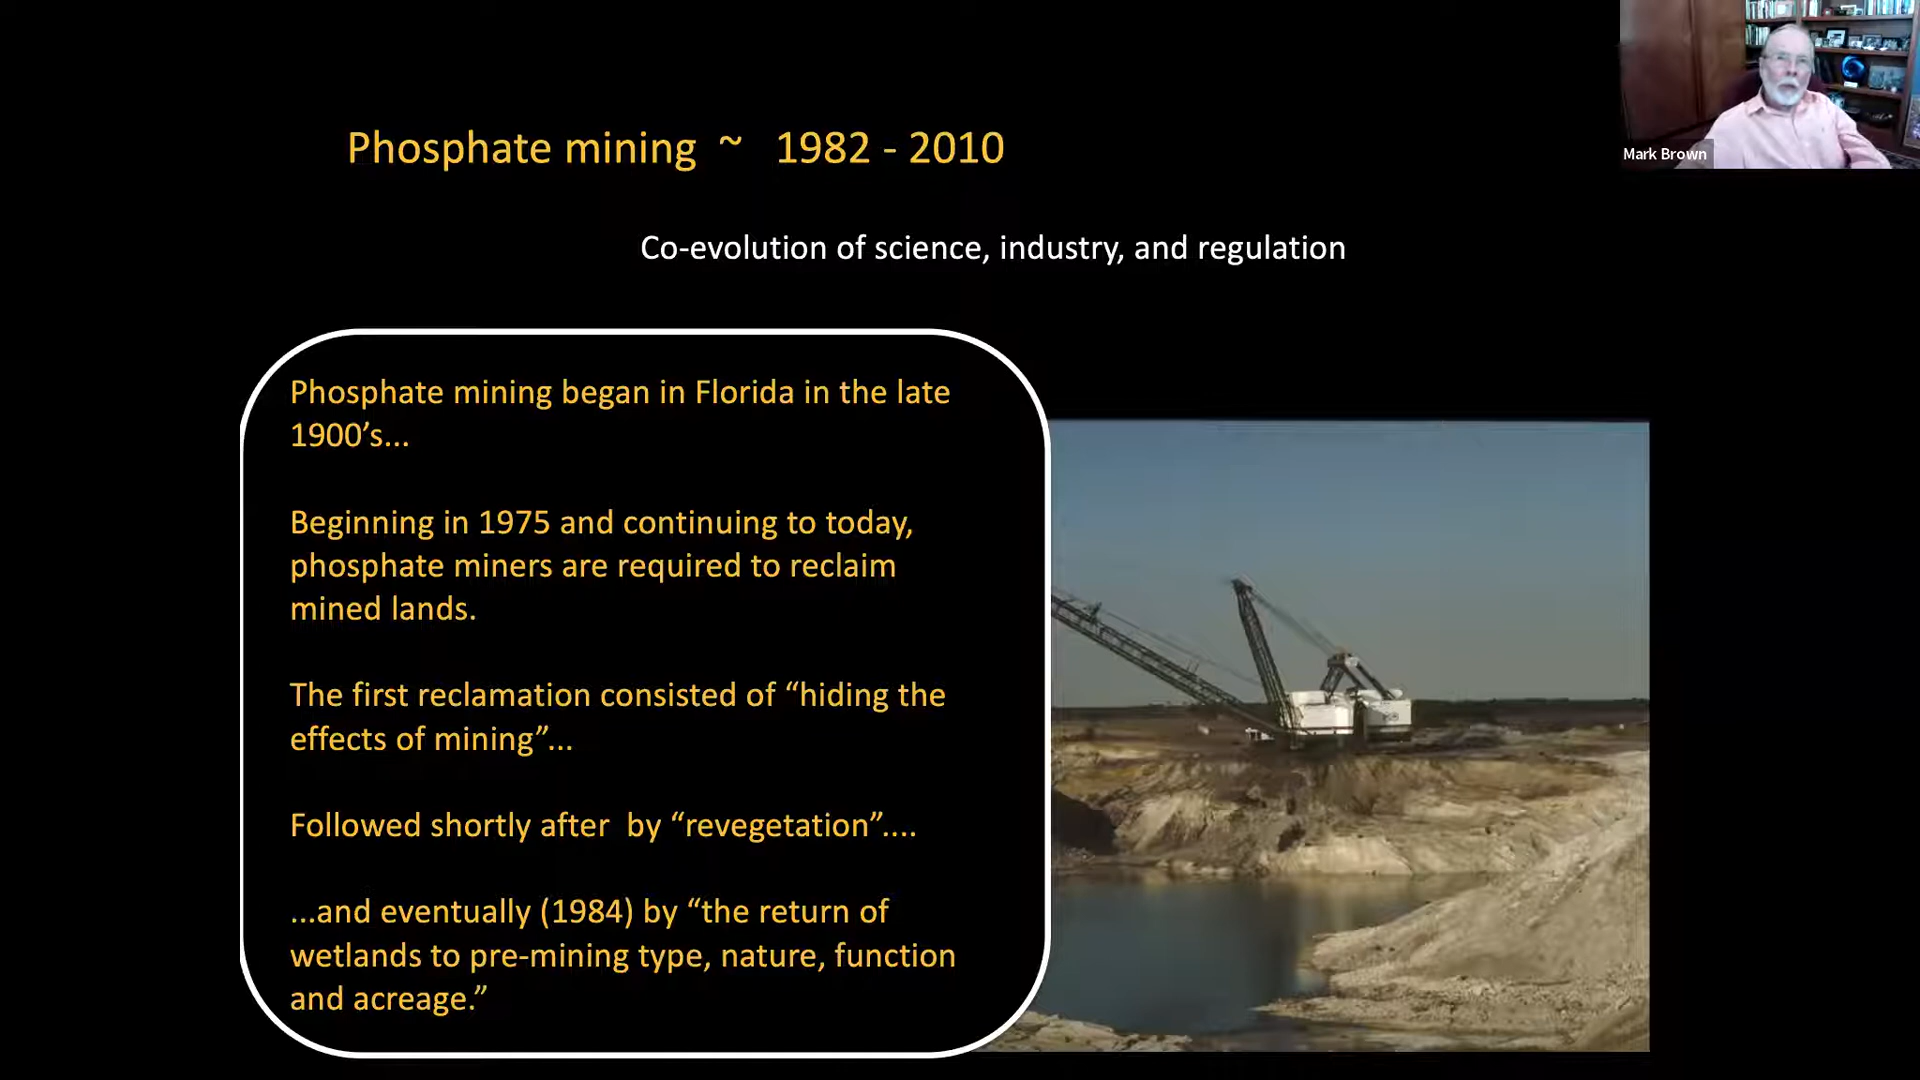 Mark Brown
Phosphate mining ~ 1982 - 2010
Co-evolution of science, industry, and regulation
Phosphate mining began in Florida in the late
1900’s...
Beginning in 1975 and continuing to today,
phosphate miners are required to reclaim
mined lands.
The first reclamation consisted of “hiding the
effects of mining”...
Followed shortly after by “revegetation”....
...and eventually (1984) by “the return of
wetlands to pre-mining type, nature, function
and acreage.”